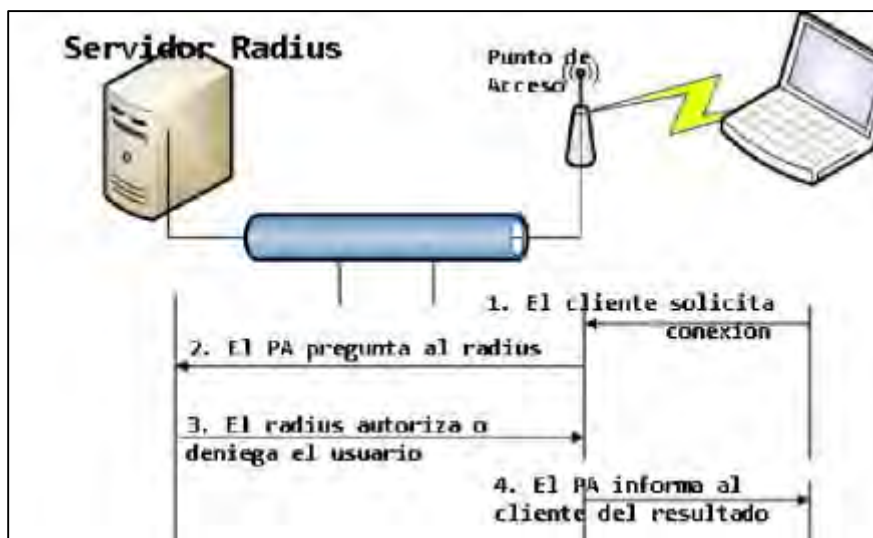 Servidor Radius
Punto de
Acceso
1. El cliente solicita
conexion
2. El PA pregunta al radius
3. El radius autoriza o
deniega el usuario
4. El PA informa al
cliente del resultado